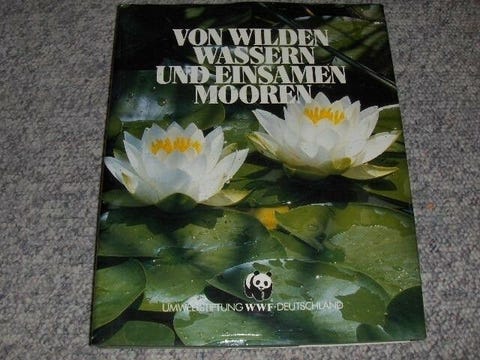 VON WILDEN
WASSERN
UND EINSAMEN
MOOREN
UMWELTSTIFTUNG WWF-DEUTSCHLAND